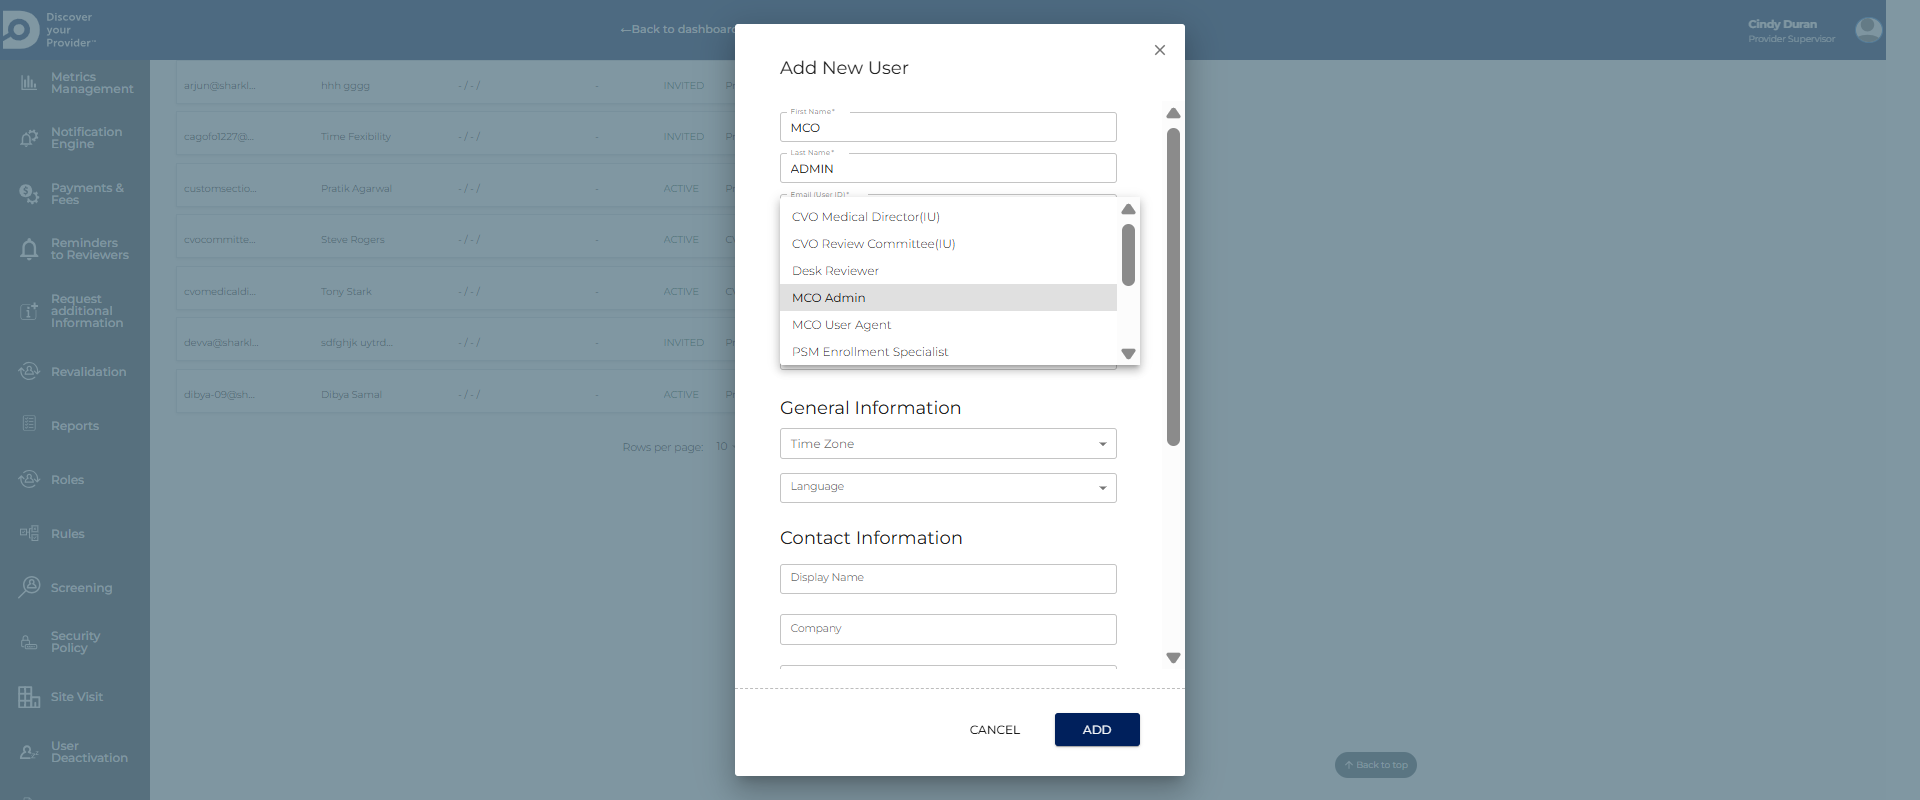 Discover
your
Provider™
←Back to dashboard
Cindy Duran
Provider Supervisor
Metrics
Management
Notification
Engine
Payments &
Fees
Reminders
to Reviewers
Request
additional
Information
Revalidation
Reports
Roles
Rules
Screening
Security
Policy
Site Visit
User
Deactivation
arjun@sharkl... hhh gggg - / - / - INVITED Pr
cagofo1227@... Time Fexibility - / - / - INVITED Pr
customsectio... Pratik Agarwal - / - / - ACTIVE Pr
cvocommitte... Steve Rogers - / - / - ACTIVE
cvomedicaldi... Tony Stark - / - / - ACTIVE
devva@sharkl... sdfghjk uytrd... - / - / - INVITED Pr
dibya-09@sh... Dibya Samal - / - / - ACTIVE Pr
Rows per page: 10
Add New User
First Name*
MCO
Last Name*
ADMIN
Email (User ID)*
CVO Medical Director(IU)
CVO Review Committee(IU)
Desk Reviewer
MCO Admin
MCO User Agent
PSM Enrollment Specialist
General Information
Time Zone
Language
Contact Information
Display Name
Company
CANCEL
ADD
Back to top